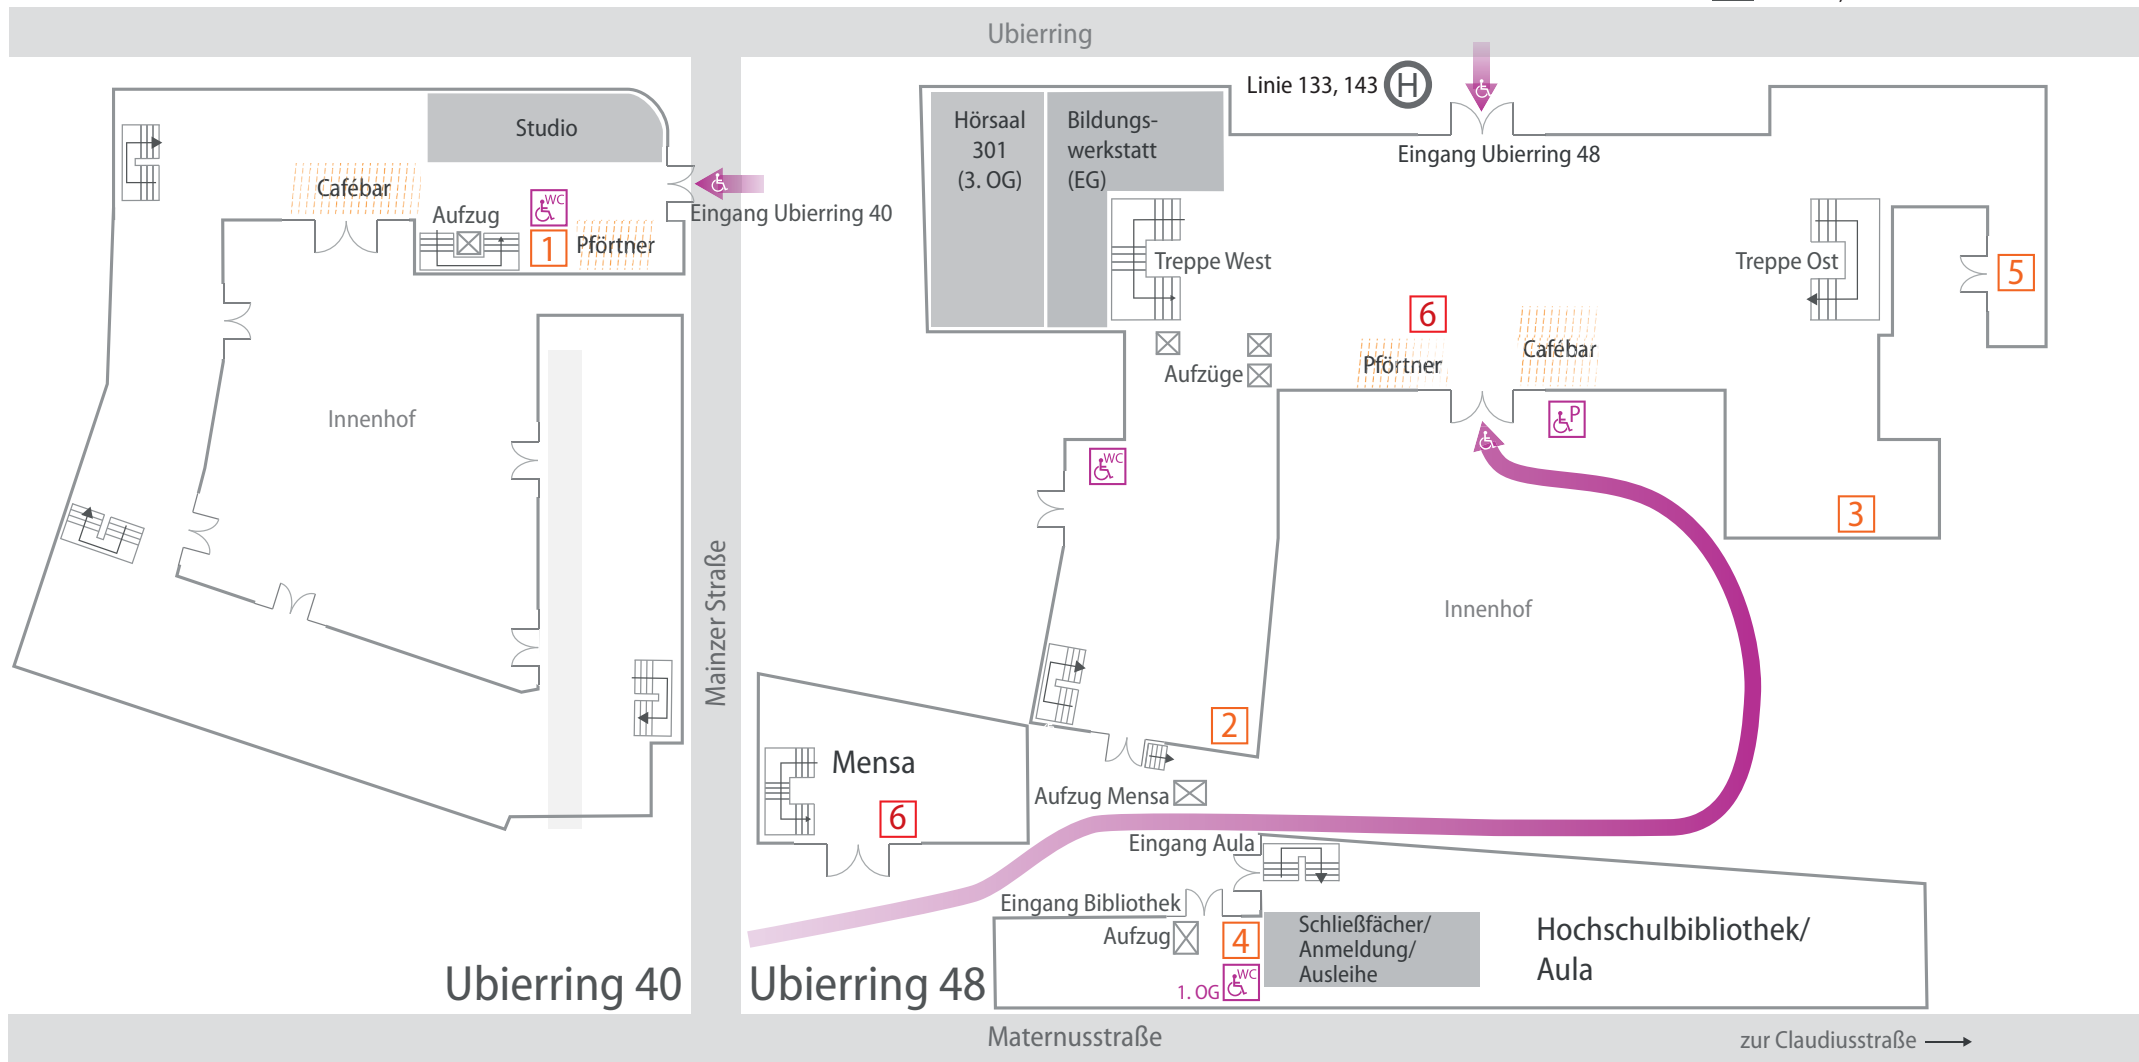 Ubierring
Linie 133, 143 H
Studio
Hörsaal
301
(3. OG)
Bildungs-
werkstatt
(EG)
Eingang Ubierring 48
Cafébar
WC
Aufzug
Eingang Ubierring 40
1
Pförtner
Treppe West
Treppe Ost
5
6
Cafébar
Pförtner
Aufzüge
P
Innenhof
WC
3
Innenhof
Mainzer Straße
2
Mensa
6
Aufzug Mensa
Eingang Aula
Eingang Bibliothek
Aufzug
4
Schließfächer/
Anmeldung/
Ausleihe
Hochschulbibliothek/
Aula
1. OG
WC
Ubierring 40
Ubierring 48
Maternusstraße
zur Claudiusstraße